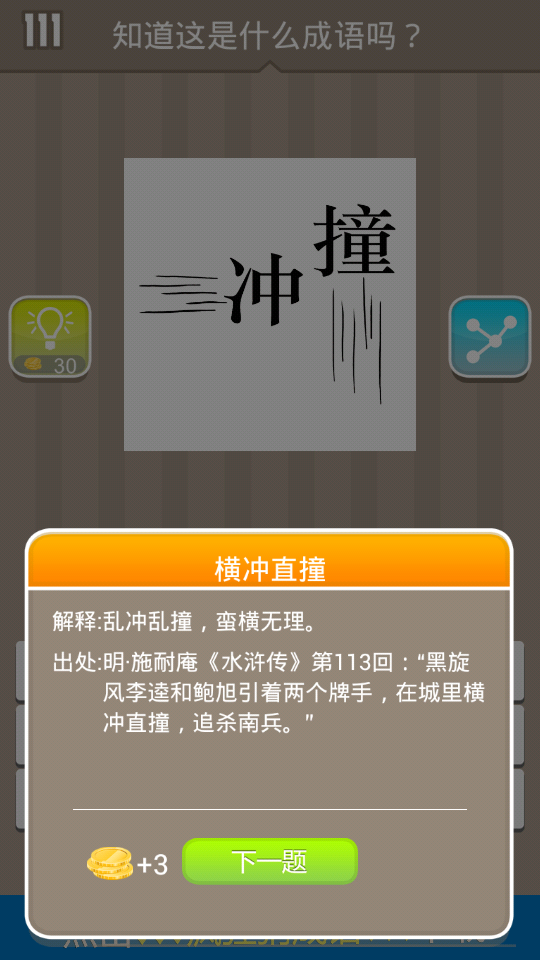 111
知道这是什么成语吗？
撞
冲
30
横冲直撞
解释:乱冲乱撞，蛮横无理。
出处:明·施耐庵《水浒传》第113回：“黑旋
风李逵和鲍旭引着两个牌手，在城里横
冲直撞，追杀南兵。”
+3
下一题